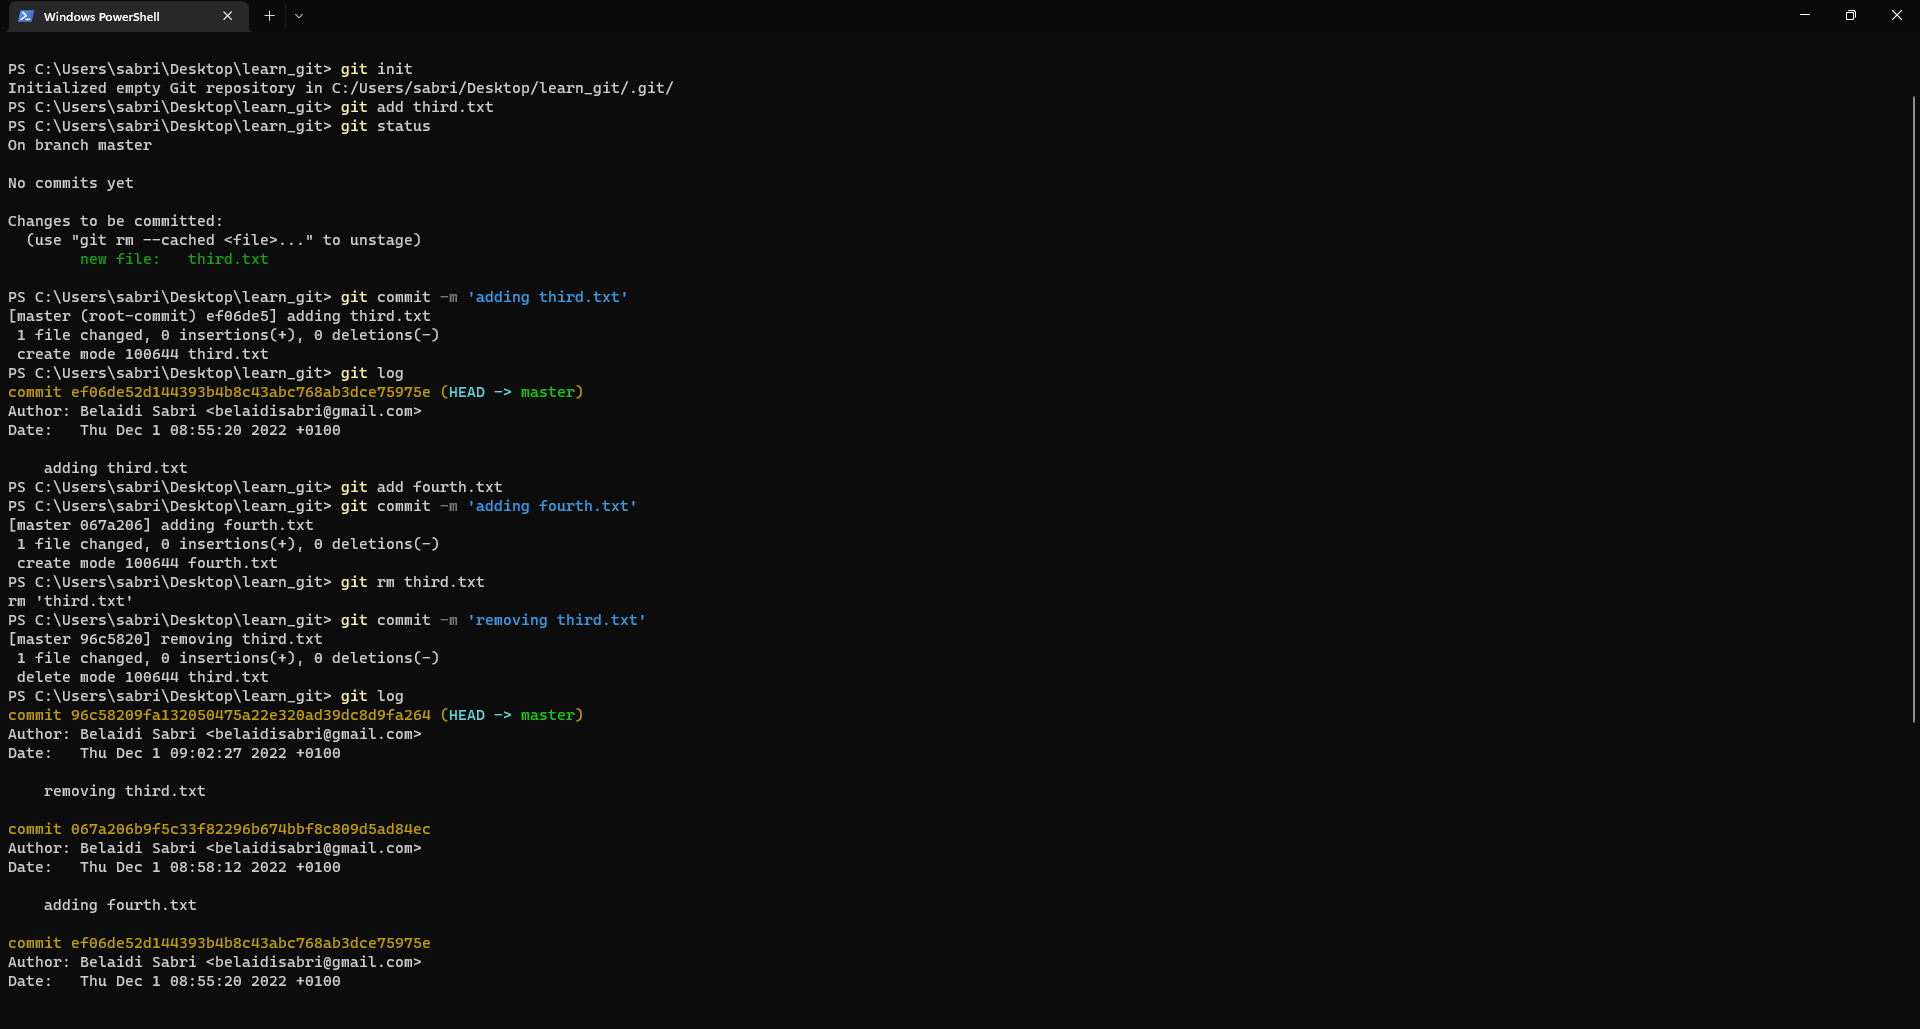 Windows PowerShell
PS C:\Users\sabri\Desktop\learn_git> git init
Initialized empty Git repository in C:/Users/sabri/Desktop/learn_git/.git/
PS C:\Users\sabri\Desktop\learn_git> git add third.txt
PS C:\Users\sabri\Desktop\learn_git> git status
On branch master
No commits yet
Changes to be committed:
  (use "git rm --cached <file>..." to unstage)
        new file:   third.txt
PS C:\Users\sabri\Desktop\learn_git> git commit -m 'adding third.txt'
[master (root-commit) ef06de5] adding third.txt
 1 file changed, 0 insertions(+), 0 deletions(-)
 create mode 100644 third.txt
PS C:\Users\sabri\Desktop\learn_git> git log
commit ef06de52d144393b4b8c43abc768ab3dce75975e (HEAD -> master)
Author: Belaidi Sabri <belaidisabri@gmail.com>
Date:   Thu Dec 1 08:55:20 2022 +0100
    adding third.txt
PS C:\Users\sabri\Desktop\learn_git> git add fourth.txt
PS C:\Users\sabri\Desktop\learn_git> git commit -m 'adding fourth.txt'
[master 067a206] adding fourth.txt
 1 file changed, 0 insertions(+), 0 deletions(-)
 create mode 100644 fourth.txt
PS C:\Users\sabri\Desktop\learn_git> git rm third.txt
rm 'third.txt'
PS C:\Users\sabri\Desktop\learn_git> git commit -m 'removing third.txt'
[master 96c5820] removing third.txt
 1 file changed, 0 insertions(+), 0 deletions(-)
 delete mode 100644 third.txt
PS C:\Users\sabri\Desktop\learn_git> git log
commit 96c58209fa132050475a22e320ad39dc8d9fa264 (HEAD -> master)
Author: Belaidi Sabri <belaidisabri@gmail.com>
Date:   Thu Dec 1 09:02:27 2022 +0100
    removing third.txt
commit 067a206b9f5c33f82296b674bbf8c809d5ad84ec
Author: Belaidi Sabri <belaidisabri@gmail.com>
Date:   Thu Dec 1 08:58:12 2022 +0100
    adding fourth.txt
commit ef06de52d144393b4b8c43abc768ab3dce75975e
Author: Belaidi Sabri <belaidisabri@gmail.com>
Date:   Thu Dec 1 08:55:20 2022 +0100